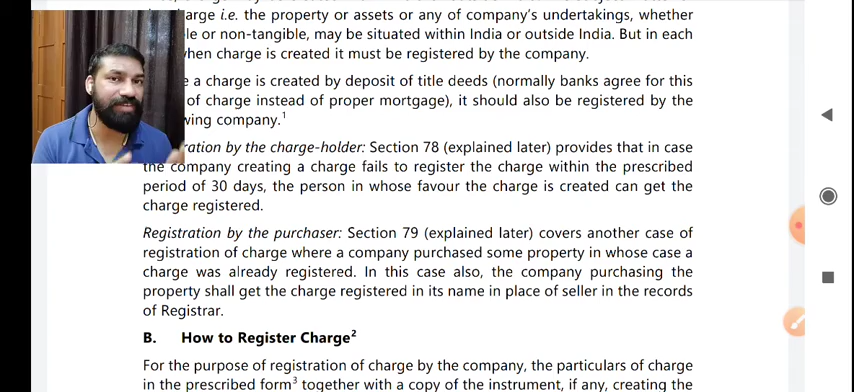 charge i.e. the property or assets or any of company's undertakings, whether
or non-tangible, may be situated within India or outside India. But in each
when charge is created it must be registered by the company.
a charge is created by deposit of title deeds (normally banks agree for this
of charge instead of proper mortgage), it should also be registered by the
company.1
by the charge-holder: Section 78 (explained later) provides that in case
the company creating a charge fails to register the charge within the prescribed
period of 30 days, the person in whose favour the charge is created can get the
charge registered.
Registration by the purchaser: Section 79 (explained later) covers another case of
registration of charge where a company purchased some property in whose case a
charge was already registered. In this case also, the company purchasing the
property shall get the charge registered in its name in place of seller in the records
of Registrar.
B. How to Register Charge2
For the purpose of registration of charge by the company, the particulars of charge
in the prescribed form3 together with a copy of the instrument, if any, creating the